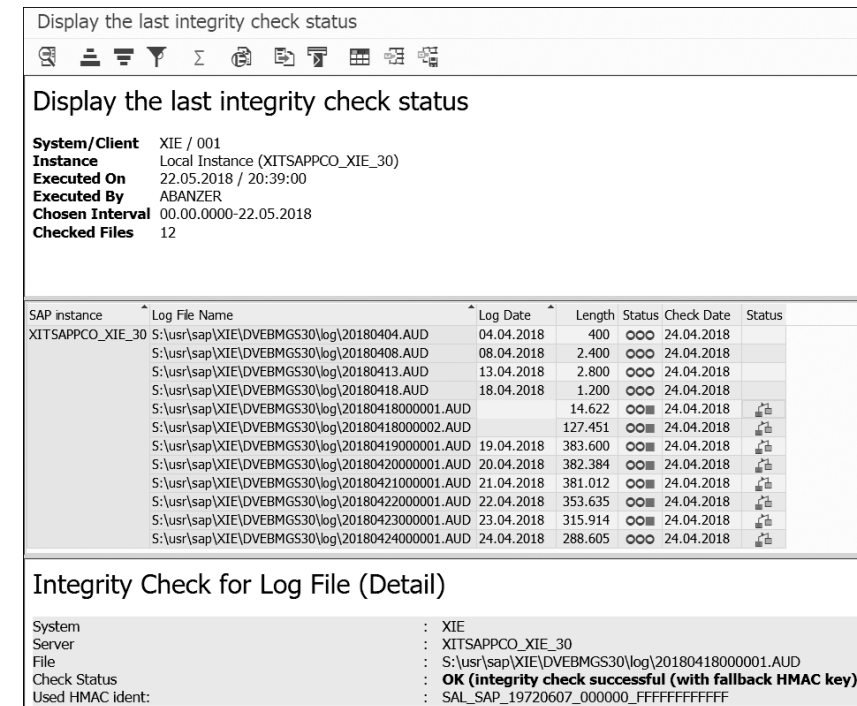 Display the last integrity check status
Display the last integrity check status
System/Client XIE / 001
Instance Local Instance (XITSAPPCO_XIE_30)
Executed On 22.05.2018 / 20:39:00
Executed By ABANZER
Chosen Interval 00.00.0000-22.05.2018
Checked Files 12
SAP instance Log File Name Log Date Length Status Check Date Status
XITSAPPCO_XIE_30 S:\usr\sap\XIE\DVEBMGS30\log\20180404.AUD 04.04.2018 400 24.04.2018
S:\usr\sap\XIE\DVEBMGS30\log\20180408.AUD 08.04.2018 2.400 24.04.2018
S:\usr\sap\XIE\DVEBMGS30\log\20180413.AUD 13.04.2018 2.800 24.04.2018
S:\usr\sap\XIE\DVEBMGS30\log\20180418.AUD 18.04.2018 1.200 24.04.2018
S:\usr\sap\XIE\DVEBMGS30\log\20180418000001.AUD 14.622 24.04.2018
S:\usr\sap\XIE\DVEBMGS30\log\20180418000002.AUD 127.451 24.04.2018
S:\usr\sap\XIE\DVEBMGS30\log\20180419000001.AUD 19.04.2018 383.600 24.04.2018
S:\usr\sap\XIE\DVEBMGS30\log\20180420000001.AUD 20.04.2018 382.384 24.04.2018
S:\usr\sap\XIE\DVEBMGS30\log\20180421000001.AUD 21.04.2018 381.012 24.04.2018
S:\usr\sap\XIE\DVEBMGS30\log\20180422000001.AUD 22.04.2018 353.635 24.04.2018
S:\usr\sap\XIE\DVEBMGS30\log\20180423000001.AUD 23.04.2018 315.914 24.04.2018
S:\usr\sap\XIE\DVEBMGS30\log\20180424000001.AUD 24.04.2018 288.605 24.04.2018
Integrity Check for Log File (Detail)
System : XIE
Server : XITSAPPCO_XIE_30
File : S:\usr\sap\XIE\DVEBMGS30\log\20180418000001.AUD
Check Status : OK (integrity check successful (with fallback HMAC key)
Used HMAC ident: : SAL_SAP_19720607_000000_FFFFFFFFFFFF